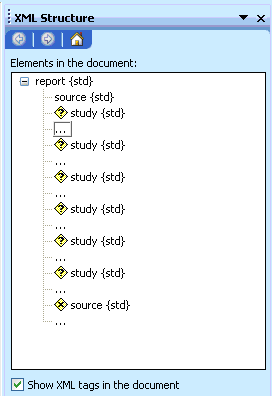 XML Structure
Elements in the document:
report {std}
source {std}
study {std}
...
study {std}
...
study {std}
...
study {std}
...
study {std}
...
study {std}
...
source {std}
...
Show XML tags in the document